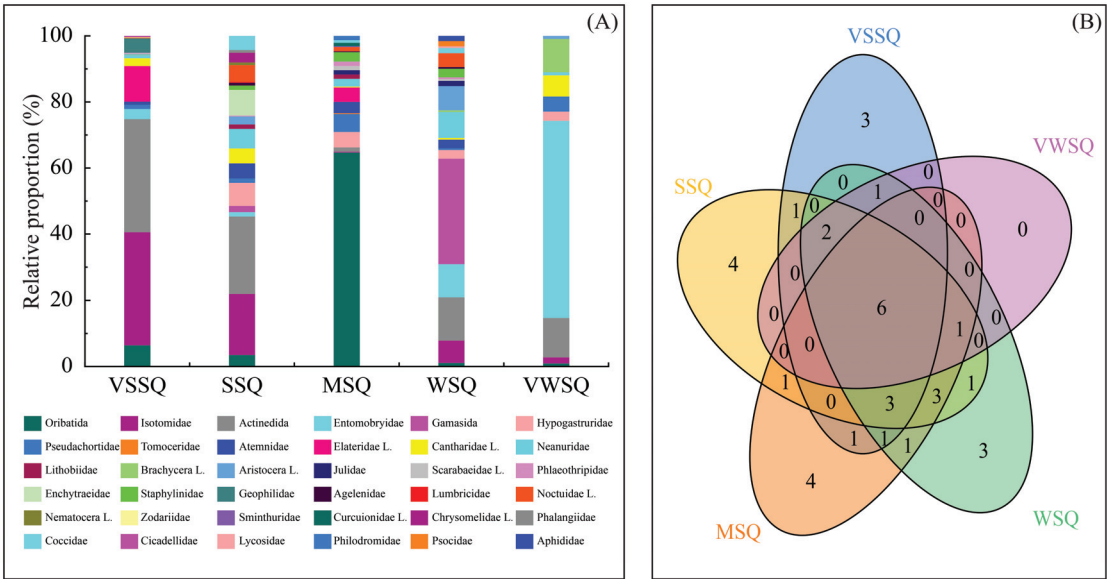 (A)
Relative proportion (%)
100
80
60
40
20
0
VSSQ SSQ MSQ WSQ VWSQ
Oribatida Isotomidae Actinedida Entomobryidae Gamasida Hypogastruridae
Pseudachortidae Tomoceridae Atemnidae Elateridae L. Cantharidae L. Neanuridae
Lithobiidae Brachycera L. Aristocera L. Julidae Scarabaeidae L. Phlaeothripidae
Enchytraeidae Staphylinidae Geophilidae Agelenidae Lumbricidae Noctuidae L.
Nematocera L. Zodariidae Sminthuridae Curcuionidae L. Chrysomelidae L. Phalangiidae
Coccidae Cicadellidae Lycosidae Philodromidae Psocidae Aphididae
(B)
VSSQ
3
VWSQ
0 0
1 0
SSQ
1 0 0 0
2 0
4
0
0 0
6
0 0
1
0 0
0
1 0 3 3 1
1 1 1
3
4
MSQ
WSQ